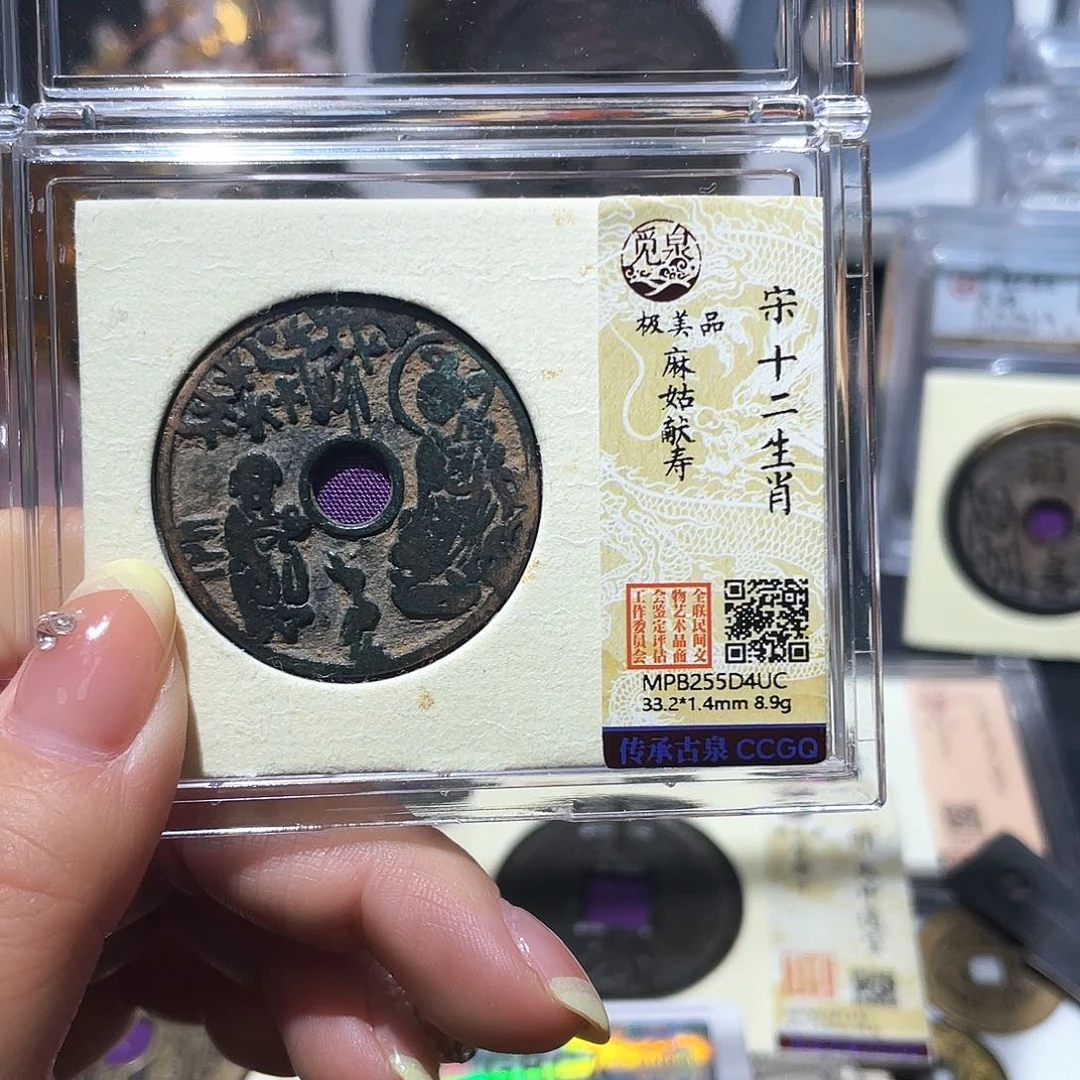 觅泉
宋十二生肖
极美品
麻姑献寿
全联民间文
物艺术品商
会鉴定评估
工作委员会
MPB255D4UC
33.2*1.4mm 8.9g
传承古泉 CCGQ